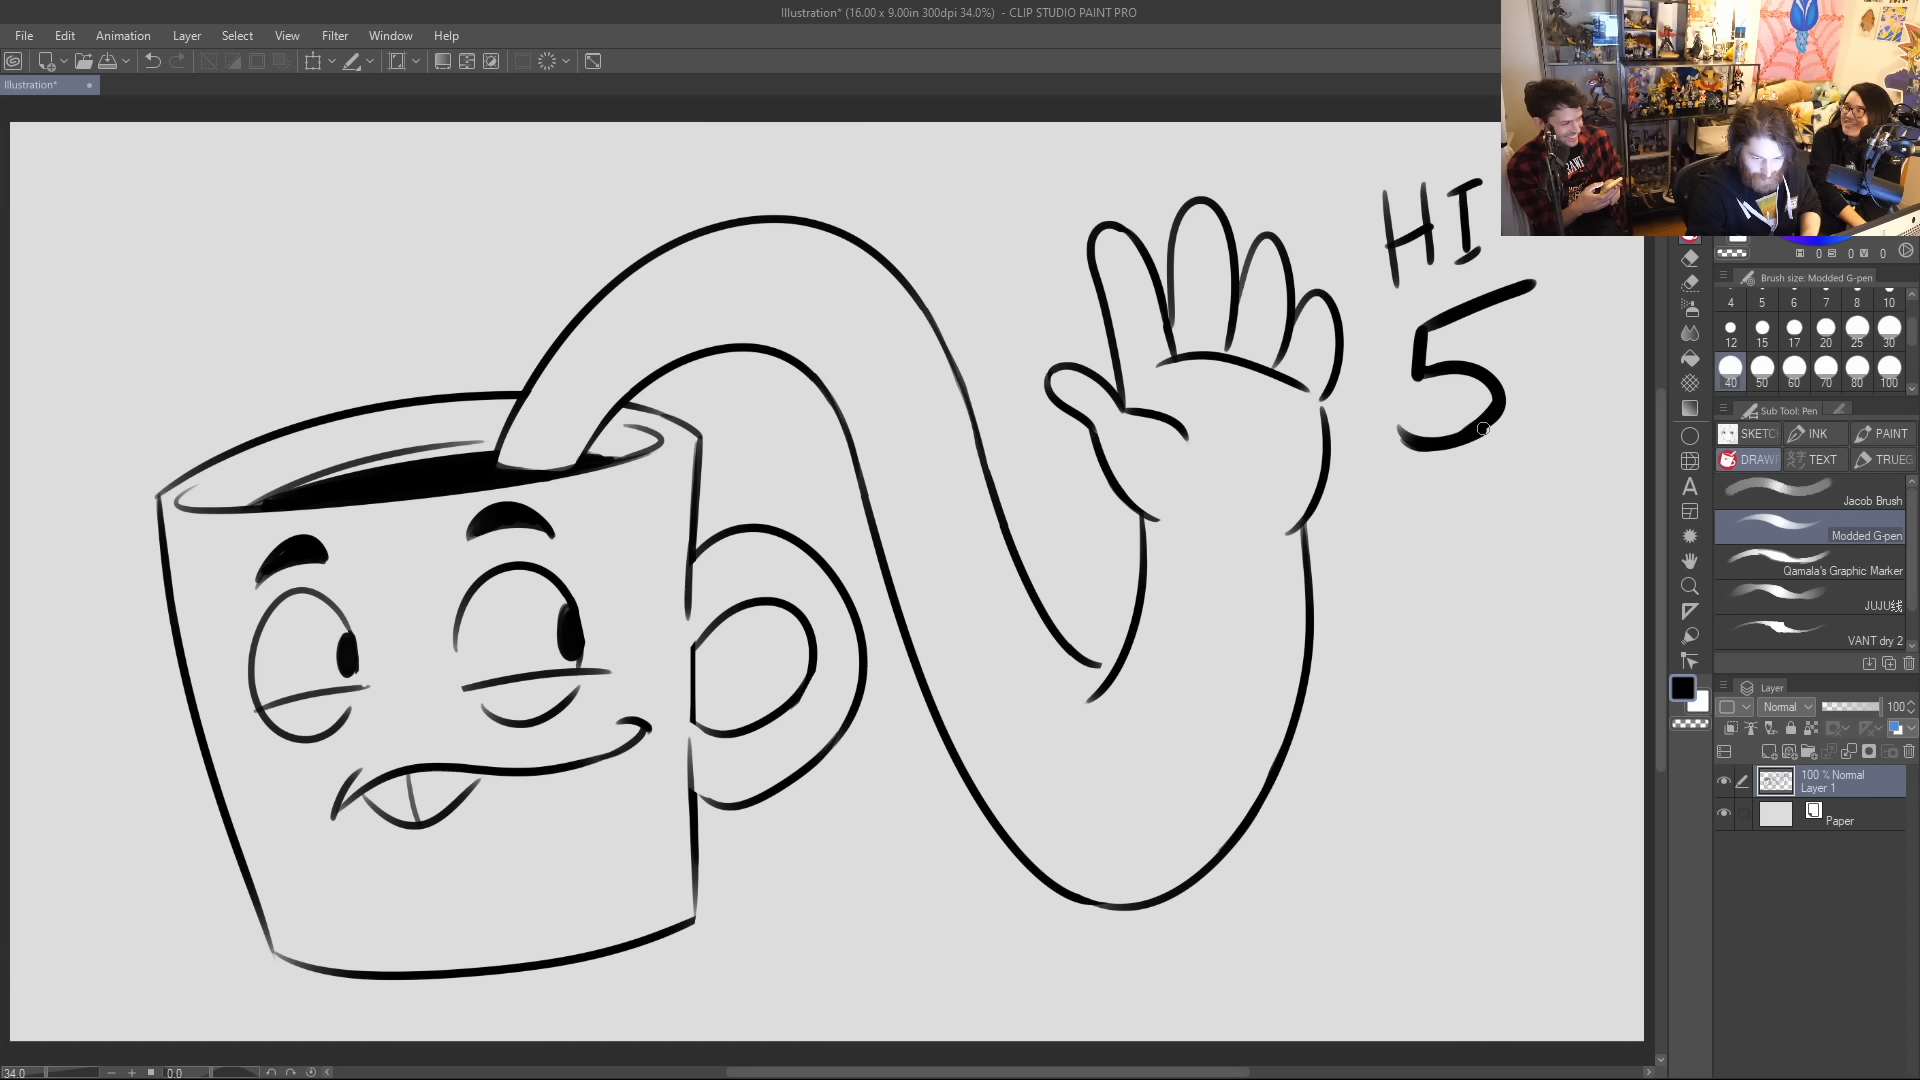 Illustration* (16.00 x 9.00in 300dpi 34.0%) - CLIP STUDIO PAINT PRO
File Edit Animation Layer Select View Filter Window Help
Illustration*
HI
5
0 0 0
Brush size: Modded G-pen
4 5 6 7 8 10
12 15 17 20 25 30
40 50 60 70 80 100
Sub Tool: Pen
SKETC INK PAINT
DRAW TEXT TRUEG
Jacob Brush
Modded G-pen
Qamala's Graphic Marker
JUJU线
VANT dry 2
Layer
Normal 100
100 % Normal
Layer 1
Paper
34.0 0.0